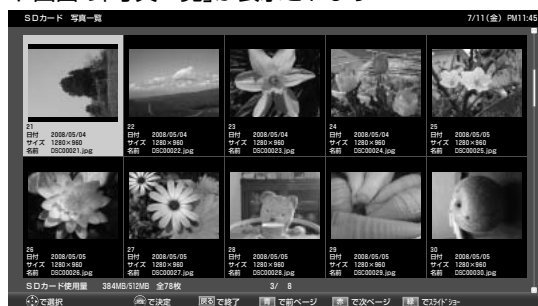 SDカード 写真一覧 7/11(金) PM11:45
21
日付 2008/05/04
サイズ 1280×960
名前 DSC00021.jpg
22
日付 2008/05/04
サイズ 1280×960
名前 DSC00022.jpg
23
日付 2008/05/04
サイズ 1280×960
名前 DSC00023.jpg
24
日付 2008/05/04
サイズ 1280×960
名前 DSC00024.jpg
25
日付 2008/05/05
サイズ 1280×960
名前 DSC00025.jpg
26
日付 2008/05/05
サイズ 1280×960
名前 DSC00026.jpg
27
日付 2008/05/05
サイズ 1280×960
名前 DSC00027.jpg
28
日付 2008/05/05
サイズ 1280×960
名前 DSC00028.jpg
29
日付 2008/05/05
サイズ 1280×960
名前 DSC00029.jpg
30
日付 2008/05/05
サイズ 1280×960
名前 DSC00030.jpg
SDカード使用量 384MB/512MB 全78枚 3/ 8
で選択 で決定 戻る で終了 青 で前ページ 赤 で次ページ 緑 でスライドショー